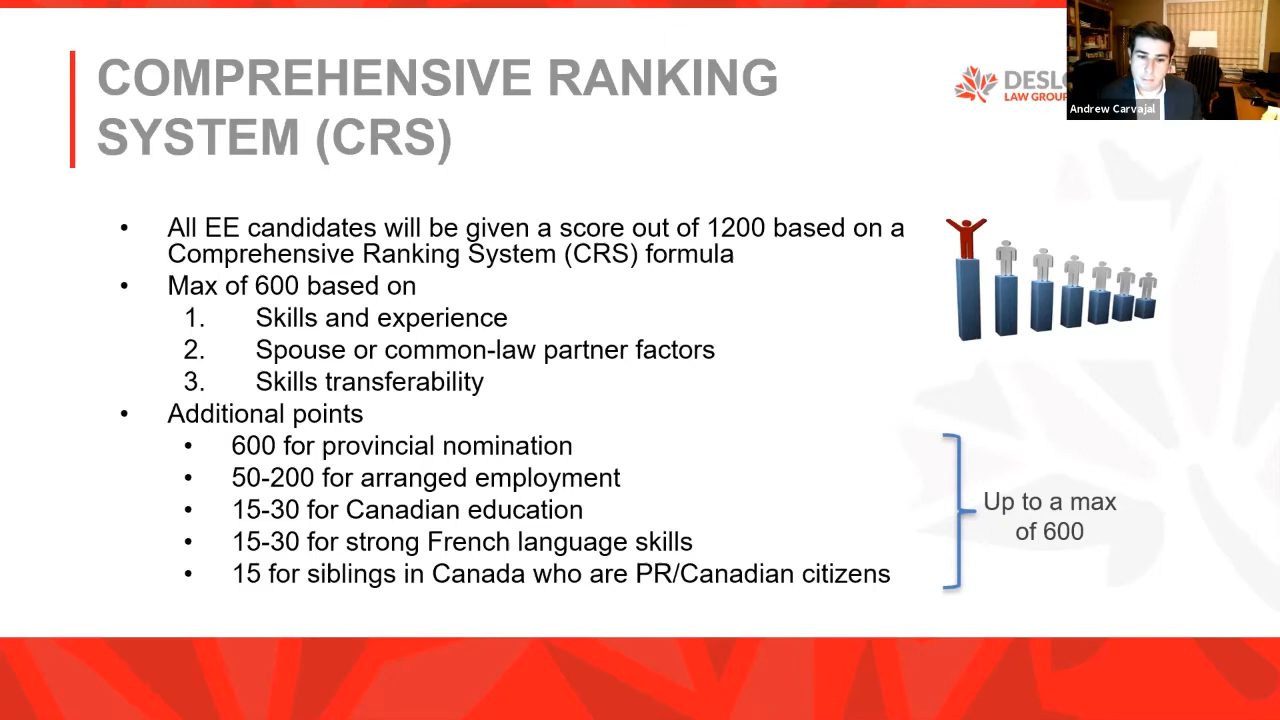 COMPREHENSIVE RANKING
SYSTEM (CRS)
LAW GROUP
Andrew Carvajal
• All EE candidates will be given a score out of 1200 based on a
Comprehensive Ranking System (CRS) formula
• Max of 600 based on
1. Skills and experience
2. Spouse or common-law partner factors
3. Skills transferability
• Additional points
• 600 for provincial nomination
• 50-200 for arranged employment
• 15-30 for Canadian education
• 15-30 for strong French language skills
• 15 for siblings in Canada who are PR/Canadian citizens
Up to a max
of 600